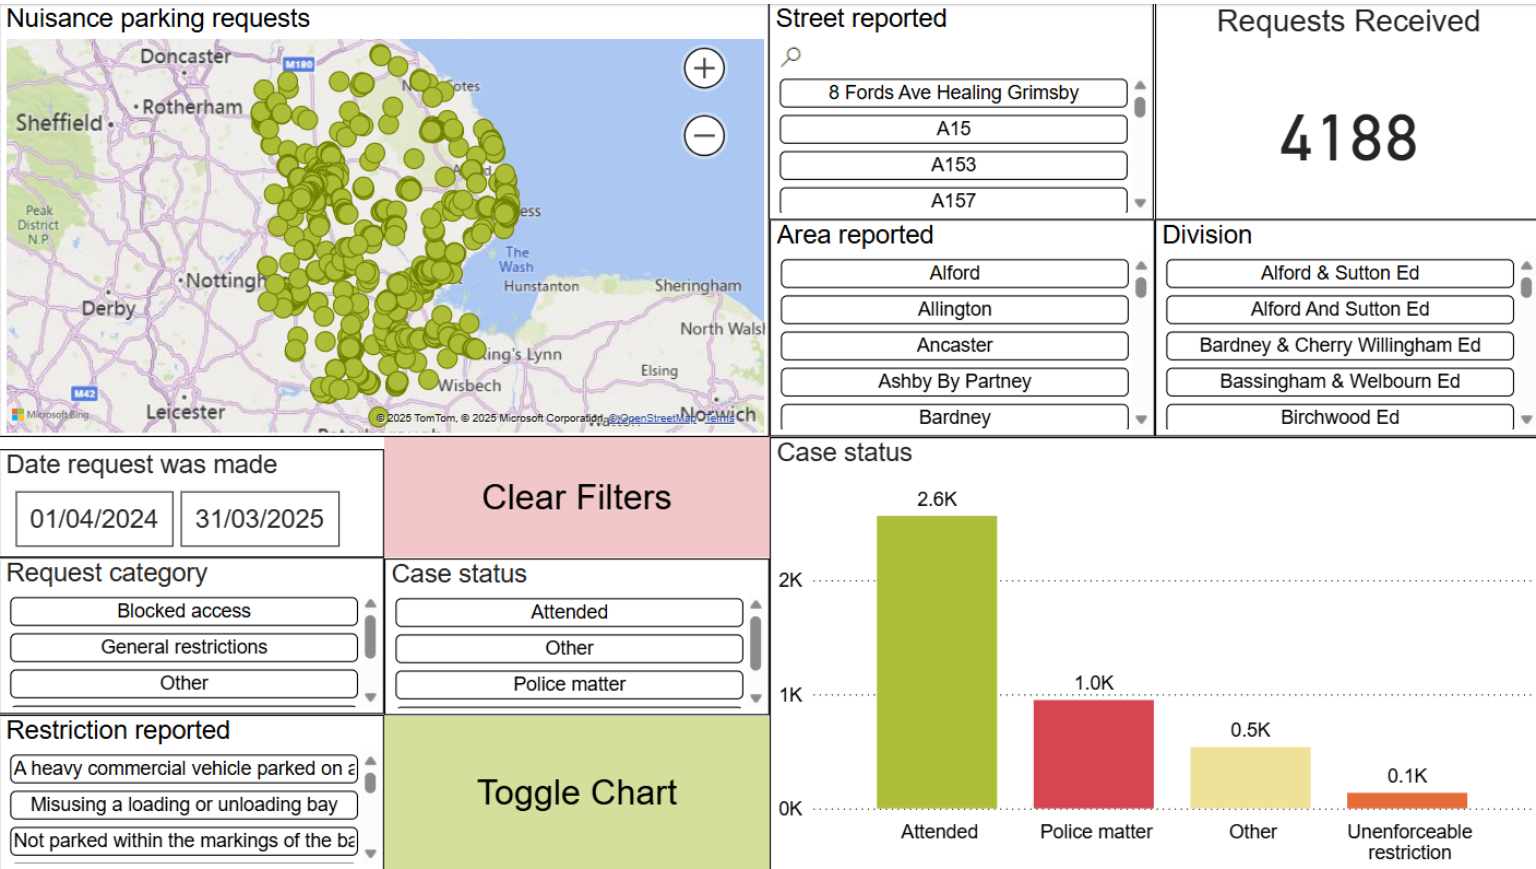 Nuisance parking requests
Doncaster
M180
Rotherham
Sheffield
Peak
District
N.P.
The
Wash
Hunstanton
Sheringham
Derby
King's Lynn
Elsing
Wisbech
M42
Leicester
Norwich
Microsoft Bing
© 2025 TomTom, © 2025 Microsoft Corporation, © OpenStreetMap Terms
Street reported
8 Fords Ave Healing Grimsby
A15
A153
A157
Requests Received
4188
Area reported
Alford
Allington
Ancaster
Ashby By Partney
Bardney
Division
Alford & Sutton Ed
Alford And Sutton Ed
Bardney & Cherry Willingham Ed
Bassingham & Welbourn Ed
Birchwood Ed
Date request was made
01/04/2024
31/03/2025
Clear Filters
Request category
Blocked access
General restrictions
Other
Case status
Attended
Other
Police matter
Restriction reported
A heavy commercial vehicle parked on a
Misusing a loading or unloading bay
Not parked within the markings of the ba
Toggle Chart
Case status
2.6K
2K
1.0K
1K
0.5K
0.1K
0K
Attended
Police matter
Other
Unenforceable
restriction